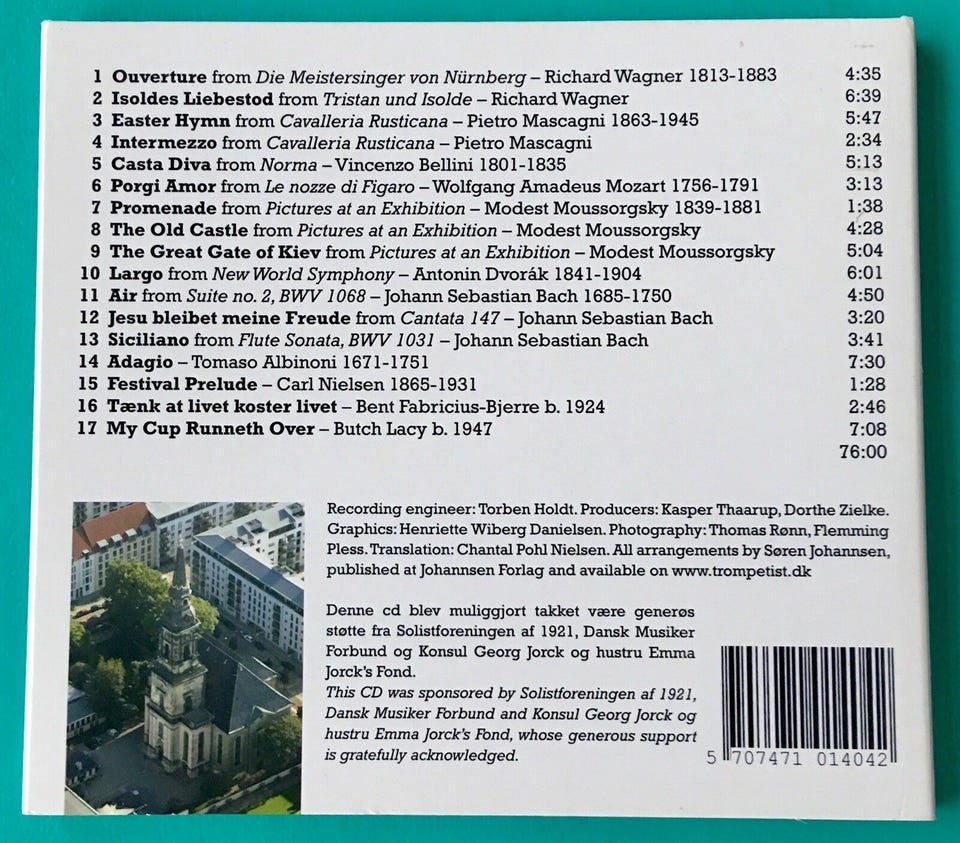 1 Ouverture from Die Meistersinger von Nürnberg – Richard Wagner 1813-1883 4:35
2 Isoldes Liebestod from Tristan und Isolde – Richard Wagner 6:39
3 Easter Hymn from Cavalleria Rusticana – Pietro Mascagni 1863-1945 5:47
4 Intermezzo from Cavalleria Rusticana – Pietro Mascagni 2:34
5 Casta Diva from Norma – Vincenzo Bellini 1801-1835 5:13
6 Porgi Amor from Le nozze di Figaro – Wolfgang Amadeus Mozart 1756-1791 3:13
7 Promenade from Pictures at an Exhibition – Modest Moussorgsky 1839-1881 1:38
8 The Old Castle from Pictures at an Exhibition – Modest Moussorgsky 4:28
9 The Great Gate of Kiev from Pictures at an Exhibition – Modest Moussorgsky 5:04
10 Largo from New World Symphony – Antonin Dvorák 1841-1904 6:01
11 Air from Suite no. 2, BWV 1068 – Johann Sebastian Bach 1685-1750 4:50
12 Jesu bleibet meine Freude from Cantata 147 – Johann Sebastian Bach 3:20
13 Siciliano from Flute Sonata, BWV 1031 – Johann Sebastian Bach 3:41
14 Adagio – Tomaso Albinoni 1671-1751 7:30
15 Festival Prelude – Carl Nielsen 1865-1931 1:28
16 Tænk at livet koster livet – Bent Fabricius-Bjerre b. 1924 2:46
17 My Cup Runneth Over – Butch Lacy b. 1947 7:08
76:00
Recording engineer: Torben Holdt. Producers: Kasper Thaarup, Dorthe Zielke.
Graphics: Henriette Wiberg Danielsen. Photography: Thomas Rønn, Flemming
Pless. Translation: Chantal Pohl Nielsen. All arrangements by Søren Johannsen,
published at Johannsen Forlag and available on www.trompetist.dk
Denne cd blev muliggjort takket være generøs
støtte fra Solistforeningen af 1921, Dansk Musiker
Forbund og Konsul Georg Jorck og hustru Emma
Jorck's Fond.
This CD was sponsored by Solistforeningen af 1921,
Dansk Musiker Forbund and Konsul Georg Jorck og
hustru Emma Jorck's Fond, whose generous support
is gratefully acknowledged.
5 707471 014042